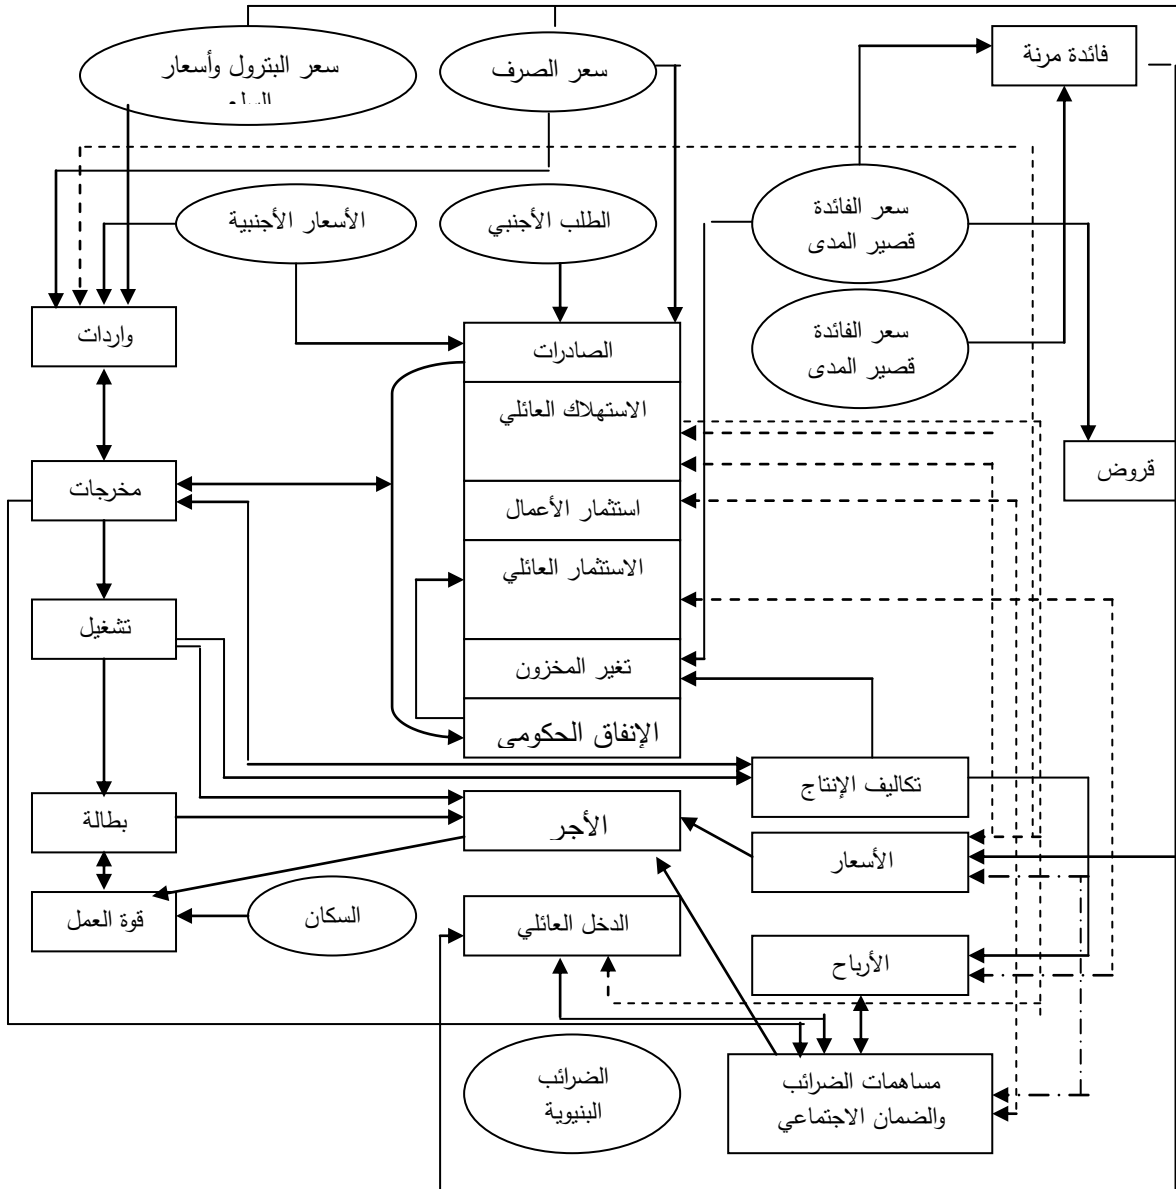 فائدة مرنة
سعر الصرف
سعر البترول وأسعار
الأسعار الأجنبية
الطلب الأجنبي
سعر الفائدة
قصير المدى
سعر الفائدة
قصير المدى
واردات
الصادرات
الاستهلاك العائلي
قروض
مخرجات
استثمار الأعمال
الاستثمار العائلي
تشغيل
تغير المخزون
الإنفاق الحكومي
تكاليف الإنتاج
بطالة
الأجر
الأسعار
قوة العمل
السكان
الدخل العائلي
الأرباح
الضرائب
البنيوية
مساهمات الضرائب
والضمان الاجتماعي